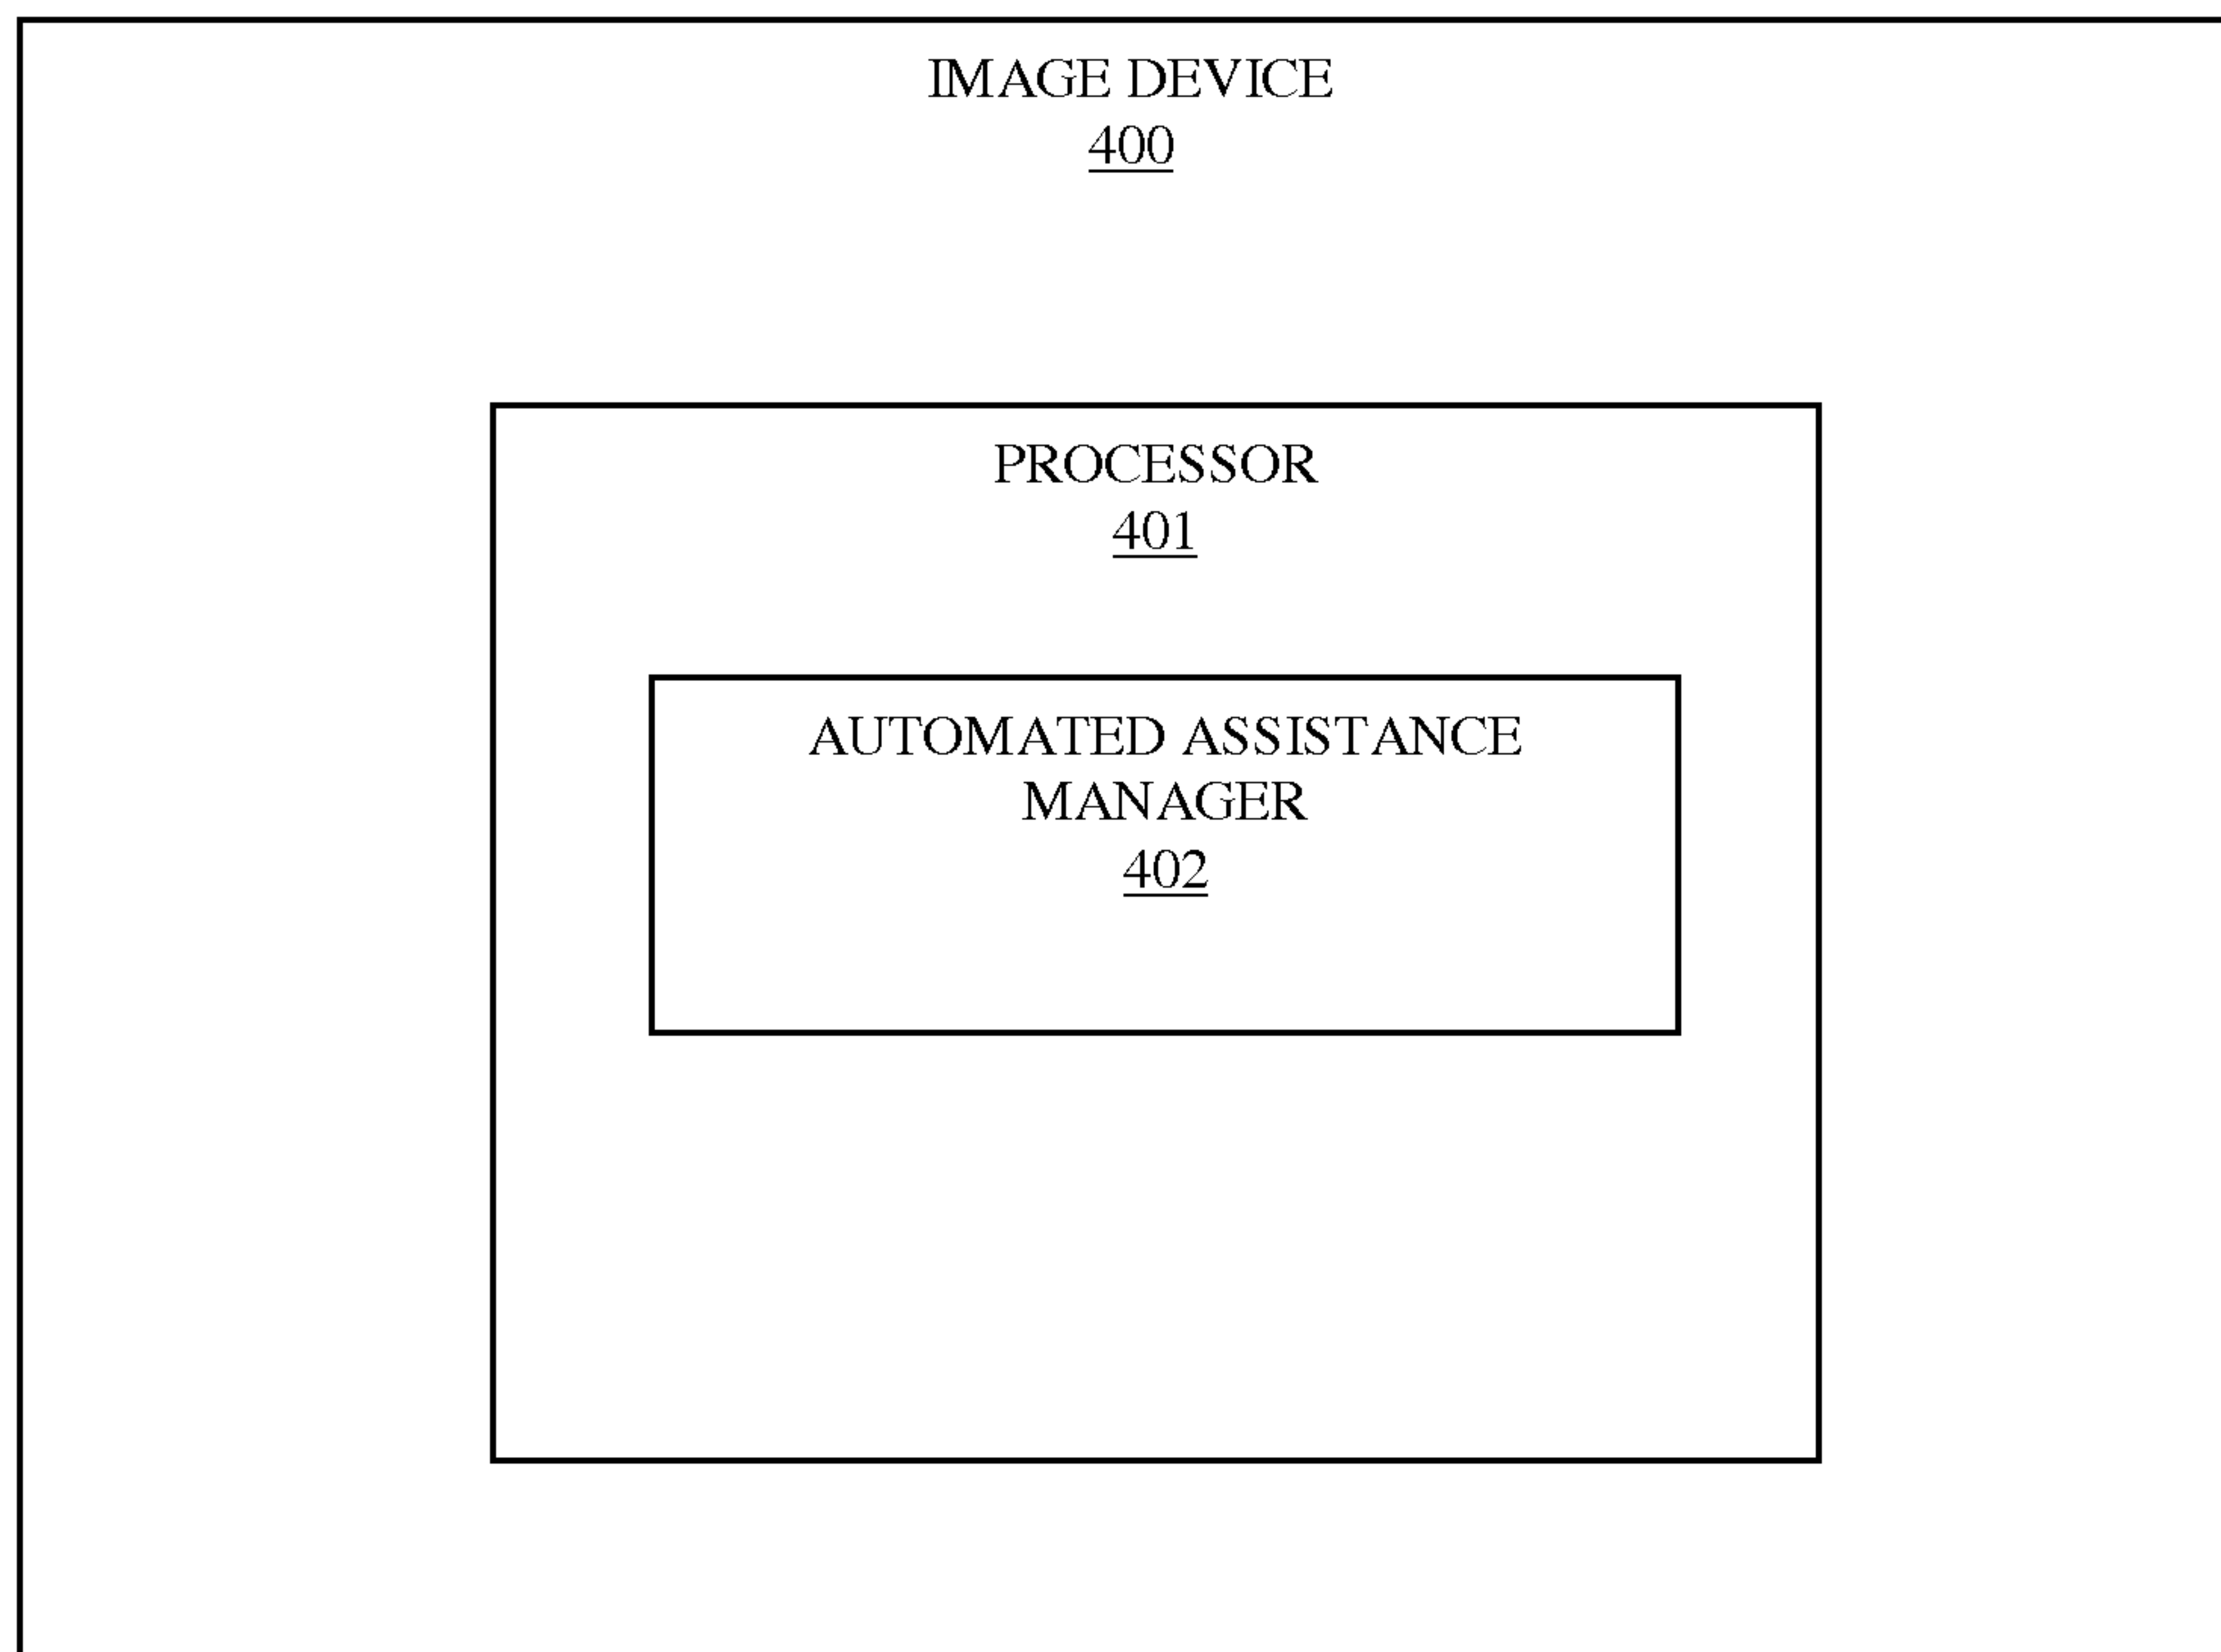 IMAGE DEVICE
400
PROCESSOR
401
AUTOMATED ASSISTANCE
MANAGER
402